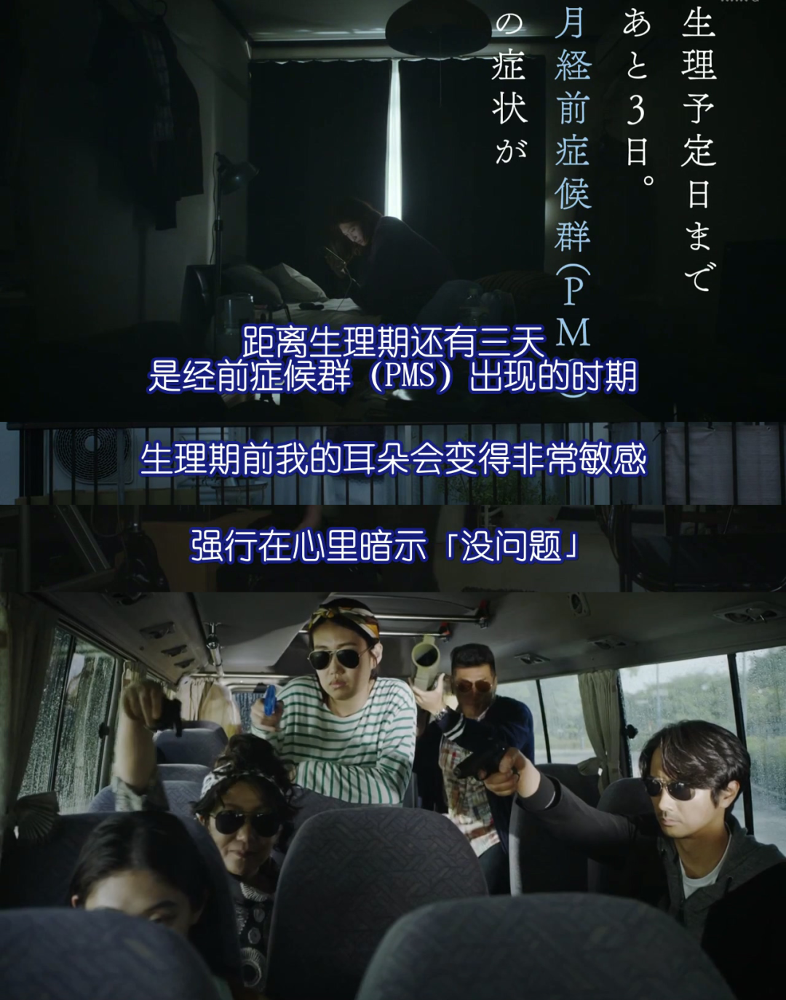 生理予定日まで
あと3日。
月経前症候群(PM
の症状が
距离生理期还有三天
是经前症候群（PMS）出现的时期
生理期前我的耳朵会变得非常敏感
强行在心里暗示「没问题」